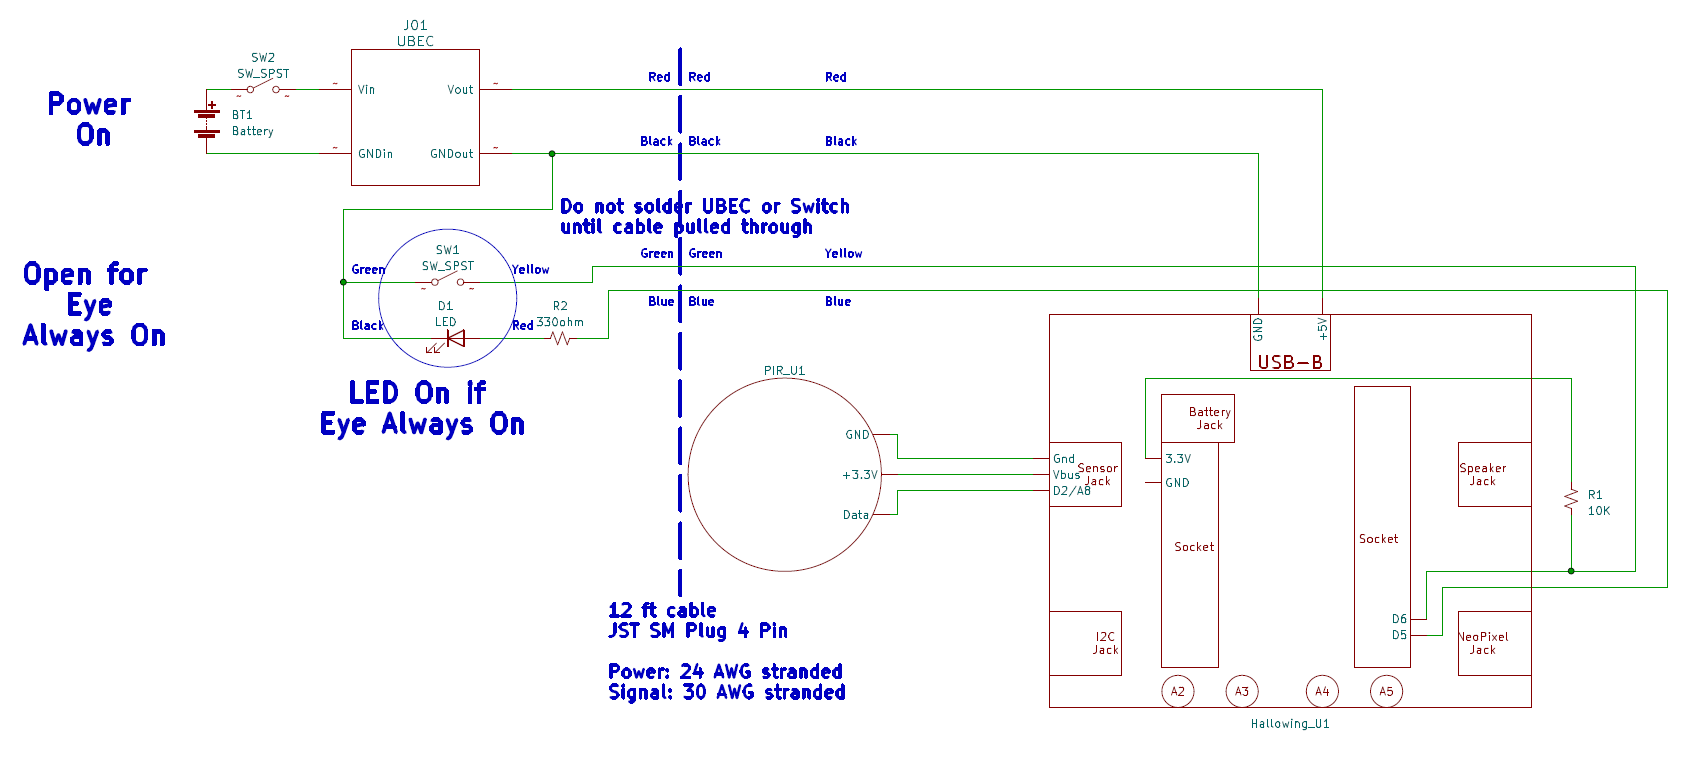 J01
UBEC
SW2
SW_SPST
~
~
~
~
~
~
Vin
Vout
GNDin
GNDout
+
BT1
Battery
Power
On
Red
Red
Red
Black
Black
Black
Do not solder UBEC or Switch
until cable pulled through
Green
Green
Yellow
Blue
Blue
Blue
Open for
Eye
Always On
SW1
SW_SPST
Green
Yellow
~
~
D1
LED
Black
Red
R2
330ohm
LED On if
Eye Always On
PIR_U1
GND
+3.3V
Data
GND
+5V
USB-B
Battery
Jack
3.3V
GND
Gnd
Vbus
D2/A8
Sensor
Jack
Speaker
Jack
R1
10K
Socket
Socket
12 ft cable
JST SM Plug 4 Pin
Power: 24 AWG stranded
Signal: 30 AWG stranded
I2C
Jack
D6
D5
NeoPixel
Jack
A2
A3
A4
A5
Hallowing_U1